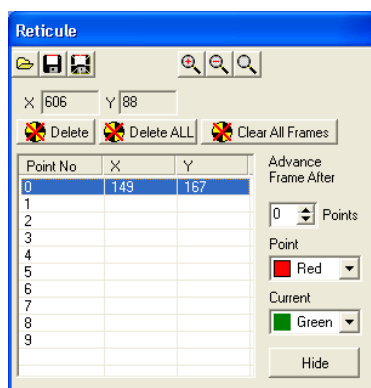 Reticule
X 606 Y 88
Delete Delete ALL Clear All Frames
Point No X Y
0 149 167
1
2
3
4
5
6
7
8
9
Advance
Frame After
0 Points
Point
Red
Current
Green
Hide